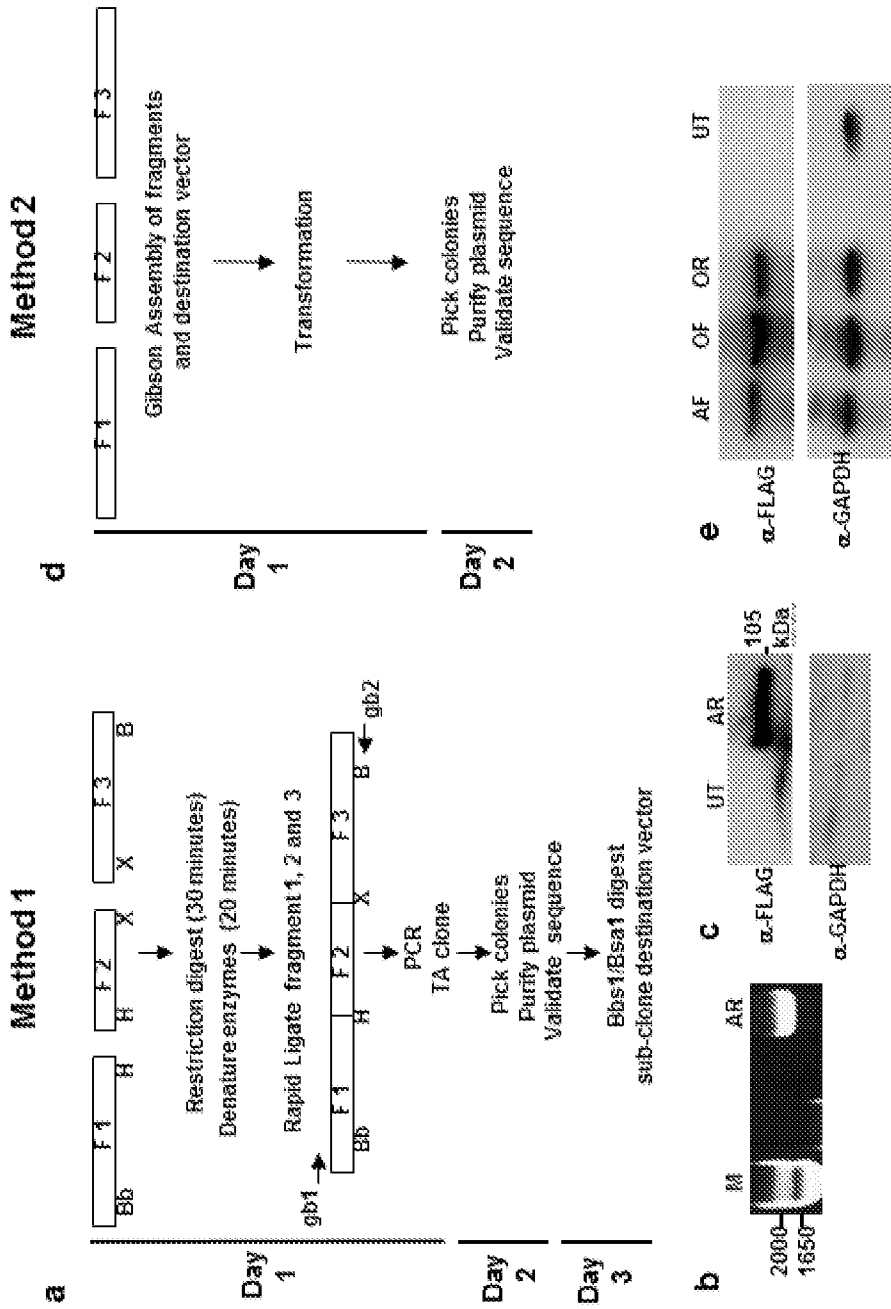 Method 1
a
Day 1
F 1
F 2
F 3
Bb
H
H
X
X
B
Restriction digest (30 minutes)
Denature enzymes (20 minutes)
Rapid Ligate fragment 1, 2 and 3
gb1
F 1
F 2
F 3
Bb
H
X
B
gb2
PCR
TA clone
Day 2
Pick colonies
Purify plasmid
Validate sequence
Day 3
Bbs1/Bsa1 digest
sub-clone destination vector
Method 2
d
Day 1
F 1
F 2
F 3
Gibson Assembly of fragments
and destination vector
Transformation
Day 2
Pick colonies
Purify plasmid
Validate sequence
b
M
AR
2000
1650
c
UT
AR
α-FLAG
105
kDa
α-GAPDH
e
AF
OF
OR
UT
α-FLAG
α-GAPDH